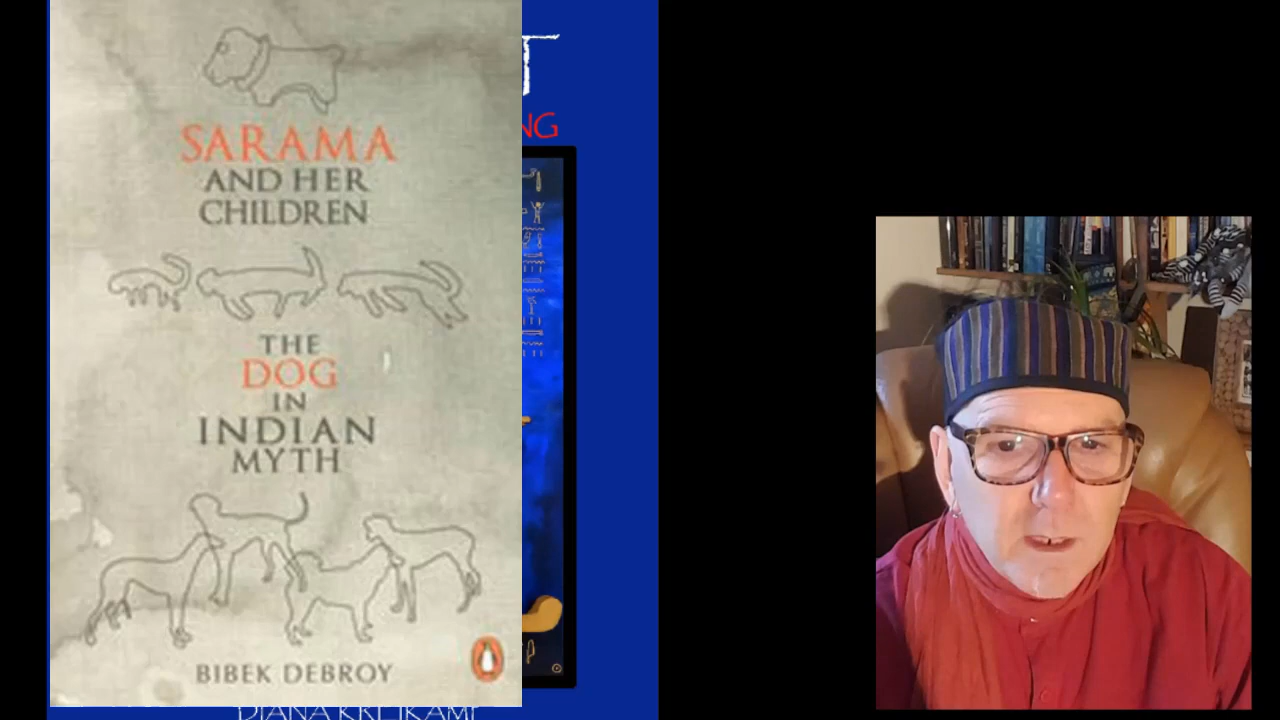 SARAMA
AND HER
CHILDREN
THE
DOG
IN
INDIAN
MYTH
BIBEK DEBROY